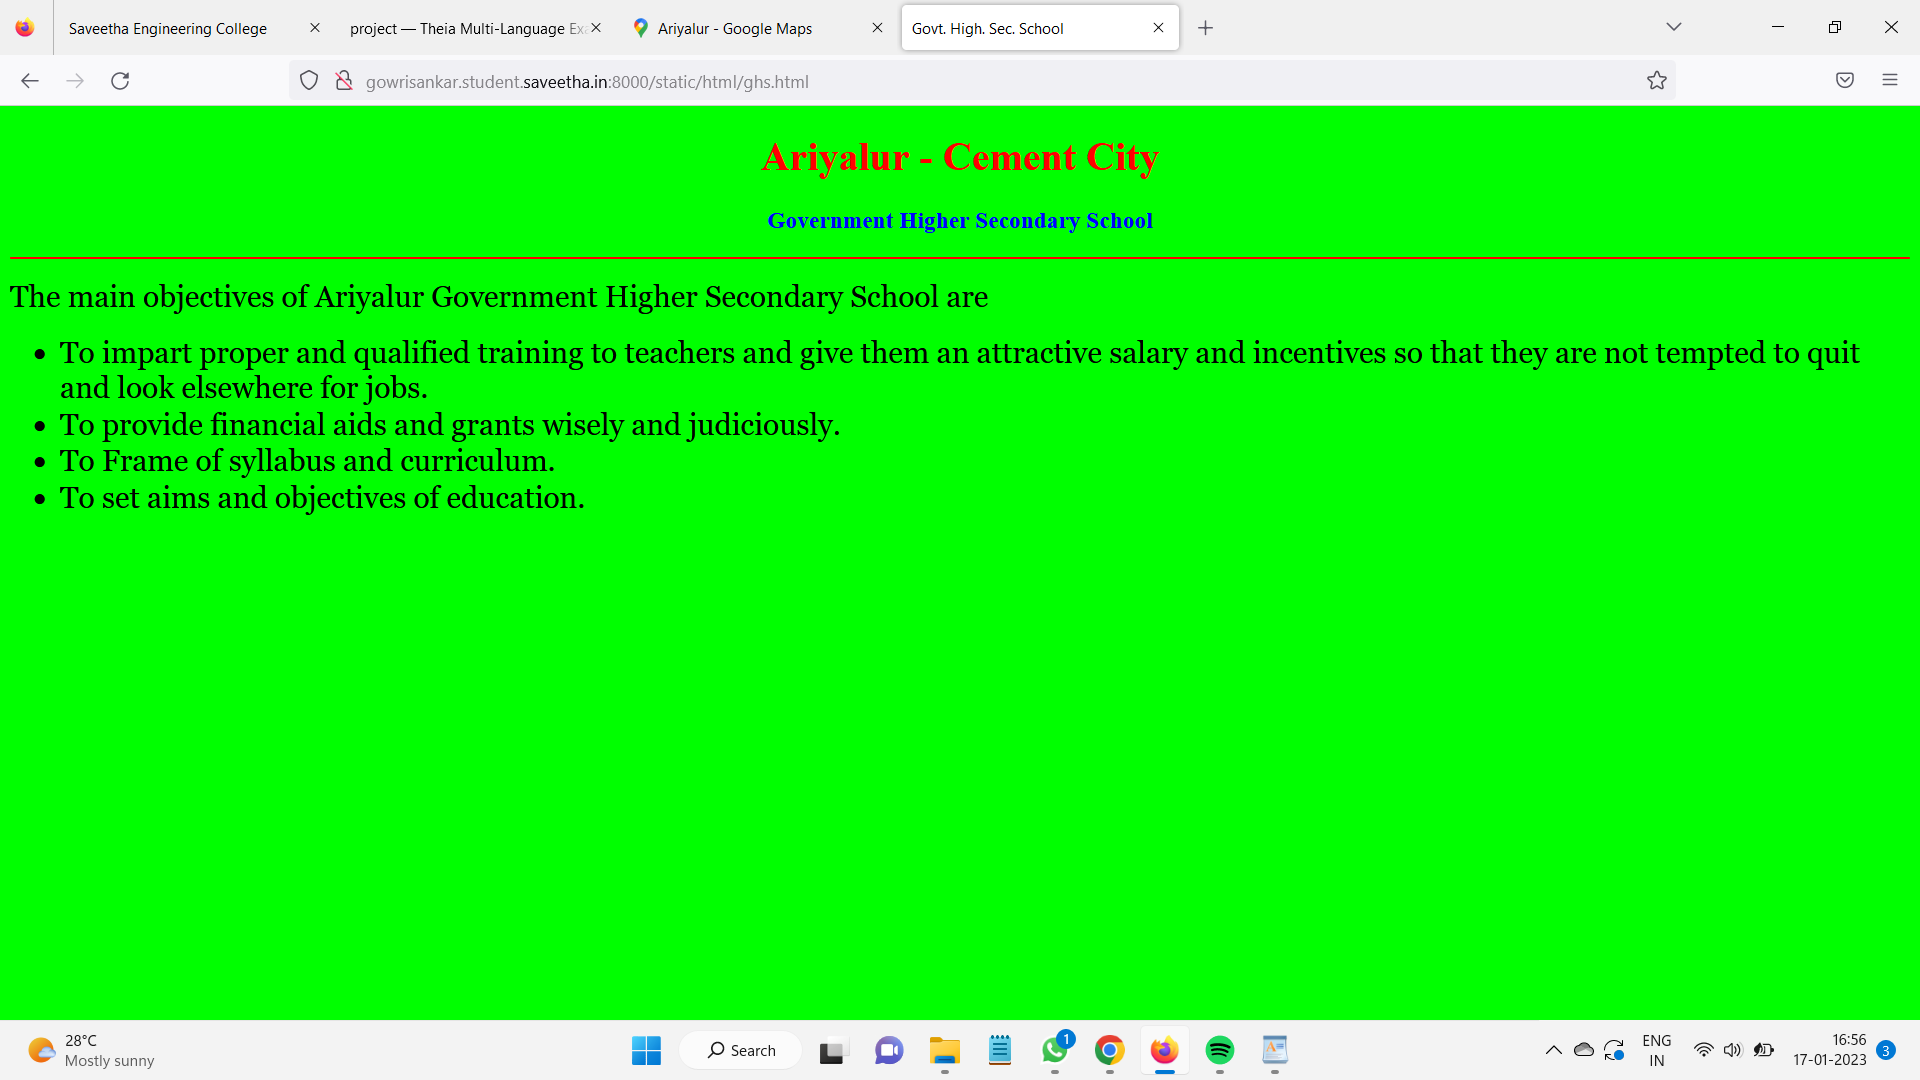 Saveetha Engineering College
project — Theia Multi-Language Exa
Ariyalur - Google Maps
Govt. High. Sec. School
gowrisankar.student.saveetha.in:8000/static/html/ghs.html
Ariyalur - Cement City
Government Higher Secondary School
The main objectives of Ariyalur Government Higher Secondary School are
• To impart proper and qualified training to teachers and give them an attractive salary and incentives so that they are not tempted to quit
and look elsewhere for jobs.
• To provide financial aids and grants wisely and judiciously.
• To Frame of syllabus and curriculum.
• To set aims and objectives of education.
28°C
Mostly sunny
Search
1
ENG
IN
16:56
17-01-2023
3